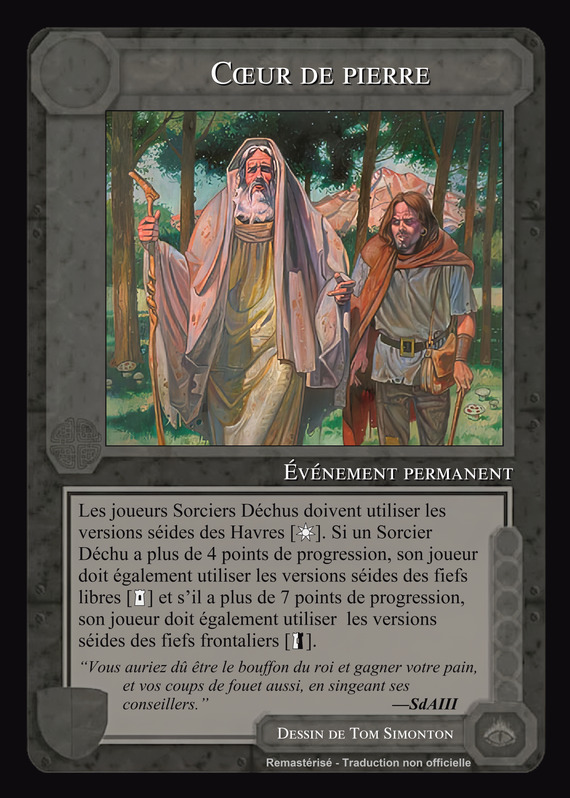 Cœur de pierre
Événement permanent
Les joueurs Sorciers Déchus doivent utiliser les
versions séides des Havres [ ]. Si un Sorcier
Déchu a plus de 4 points de progression, son joueur
doit également utiliser les versions séides des fiefs
libres [ ] et s’il a plus de 7 points de progression,
son joueur doit également utiliser les versions
séides des fiefs frontaliers [ ].
“Vous auriez dû être le bouffon du roi et gagner votre pain,
et vos coups de fouet aussi, en singeant ses
conseillers.” —SdAIII
Dessin de Tom Simonton
Remastérisé - Traduction non officielle